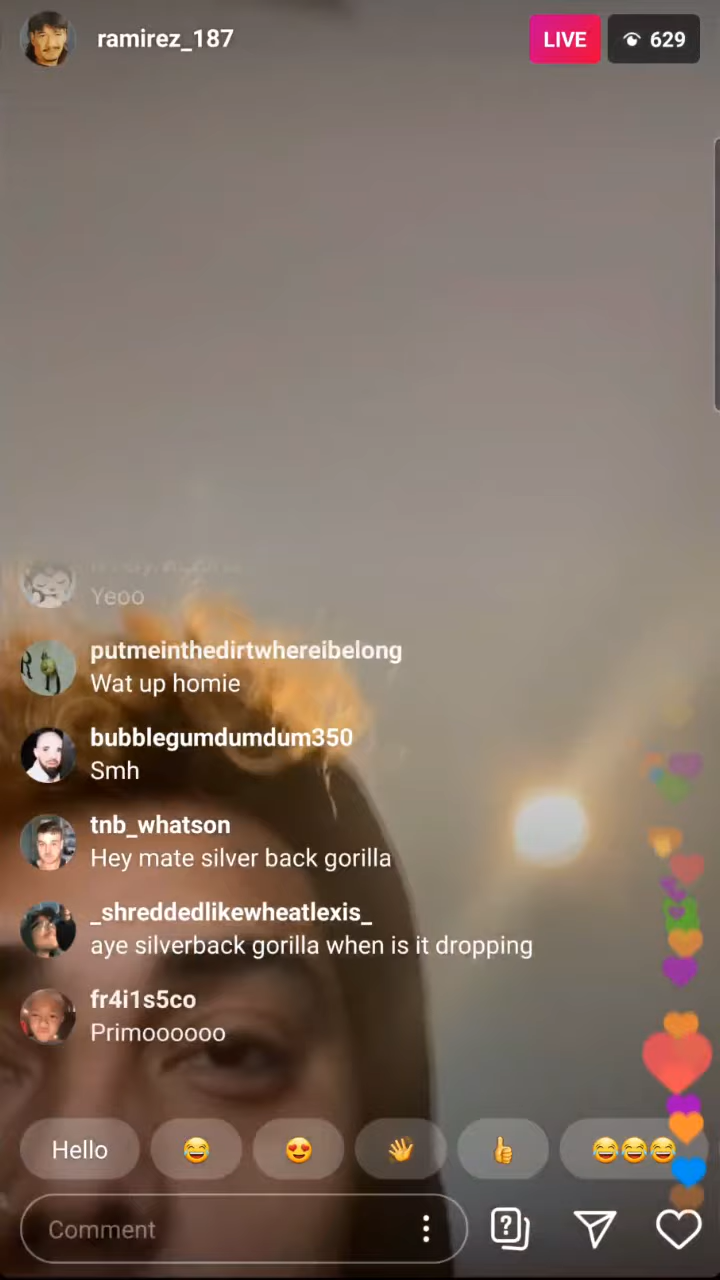 ramirez_187
LIVE
629
Yeoo
putmeinthedirtwhereibelong
Wat up homie
bubblegumdumdum350
Smh
tnb_whatson
Hey mate silver back gorilla
_shreddedlikewheatlexis_
aye silverback gorilla when is it dropping
fr4i1s5co
Primoooooo
Hello 😂 😍 👋 👍 😂😂😂
Comment